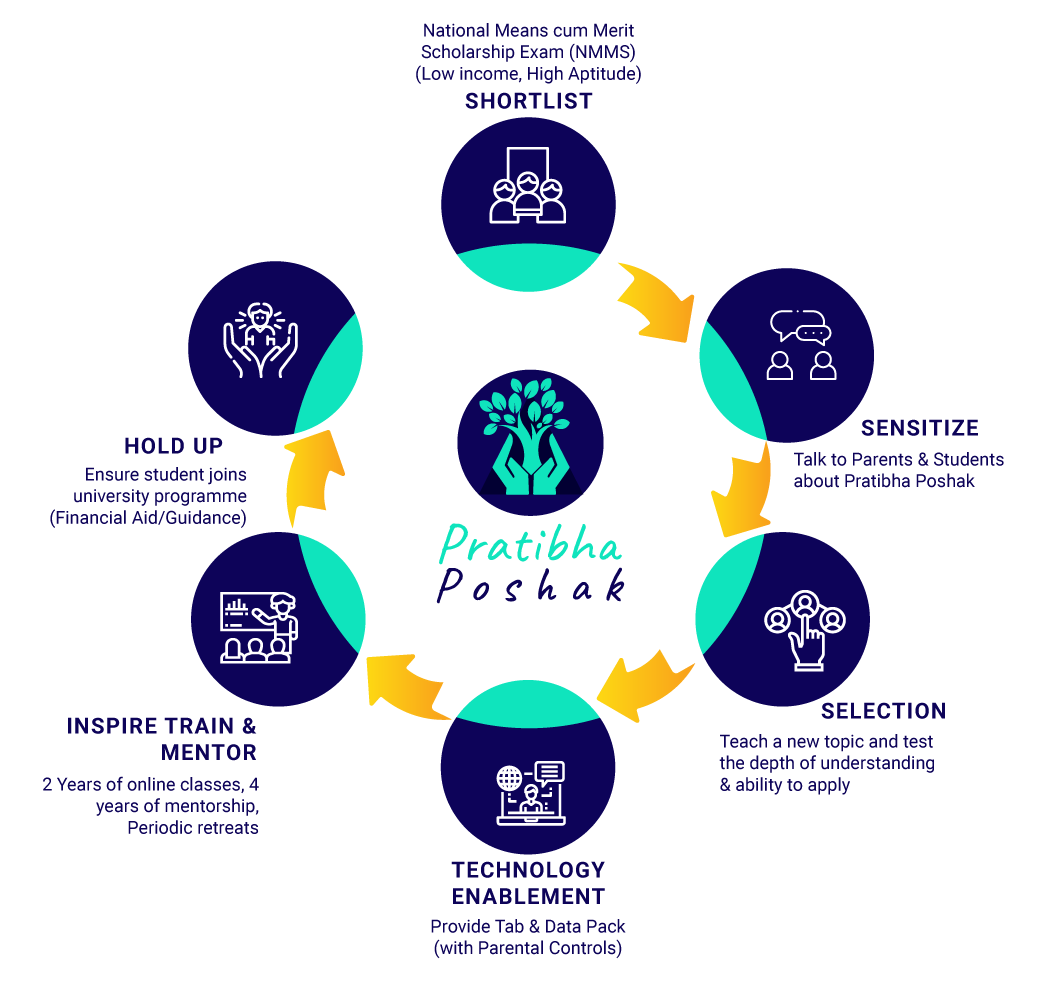 National Means cum Merit
Scholarship Exam (NMMS)
(Low income, High Aptitude)
SHORTLIST
SENSITIZE
Talk to Parents & Students
about Pratibha Poshak
SELECTION
Teach a new topic and test
the depth of understanding
& ability to apply
TECHNOLOGY
ENABLEMENT
Provide Tab & Data Pack
(with Parental Controls)
INSPIRE TRAIN &
MENTOR
2 Years of online classes, 4
years of mentorship,
Periodic retreats
HOLD UP
Ensure student joins
university programme
(Financial Aid/Guidance)
Pratibha
Poshak